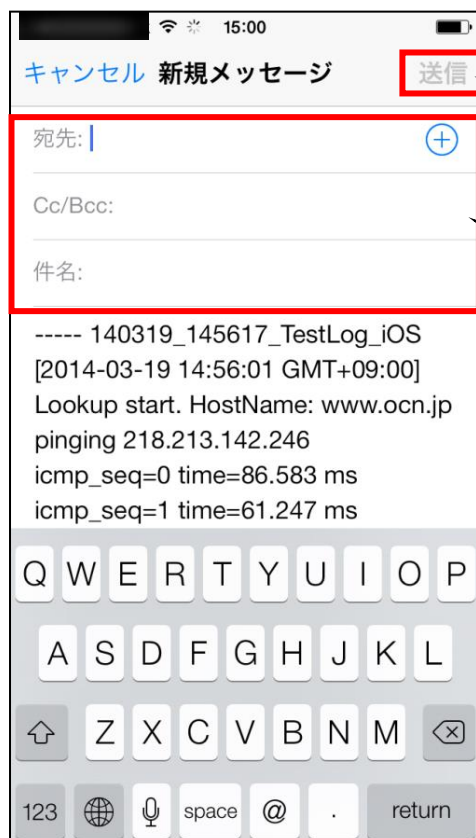 15:00
キャンセル 新規メッセージ 送信
宛先:
Cc/Bcc:
件名:
----- 140319_145617_TestLog_iOS
[2014-03-19 14:56:01 GMT+09:00]
Lookup start. HostName: www.ocn.jp
pinging 218.213.142.246
icmp_seq=0 time=86.583 ms
icmp_seq=1 time=61.247 ms
Q W E R T Y U I O P
A S D F G H J K L
Z X C V B N M
123 space @ . return